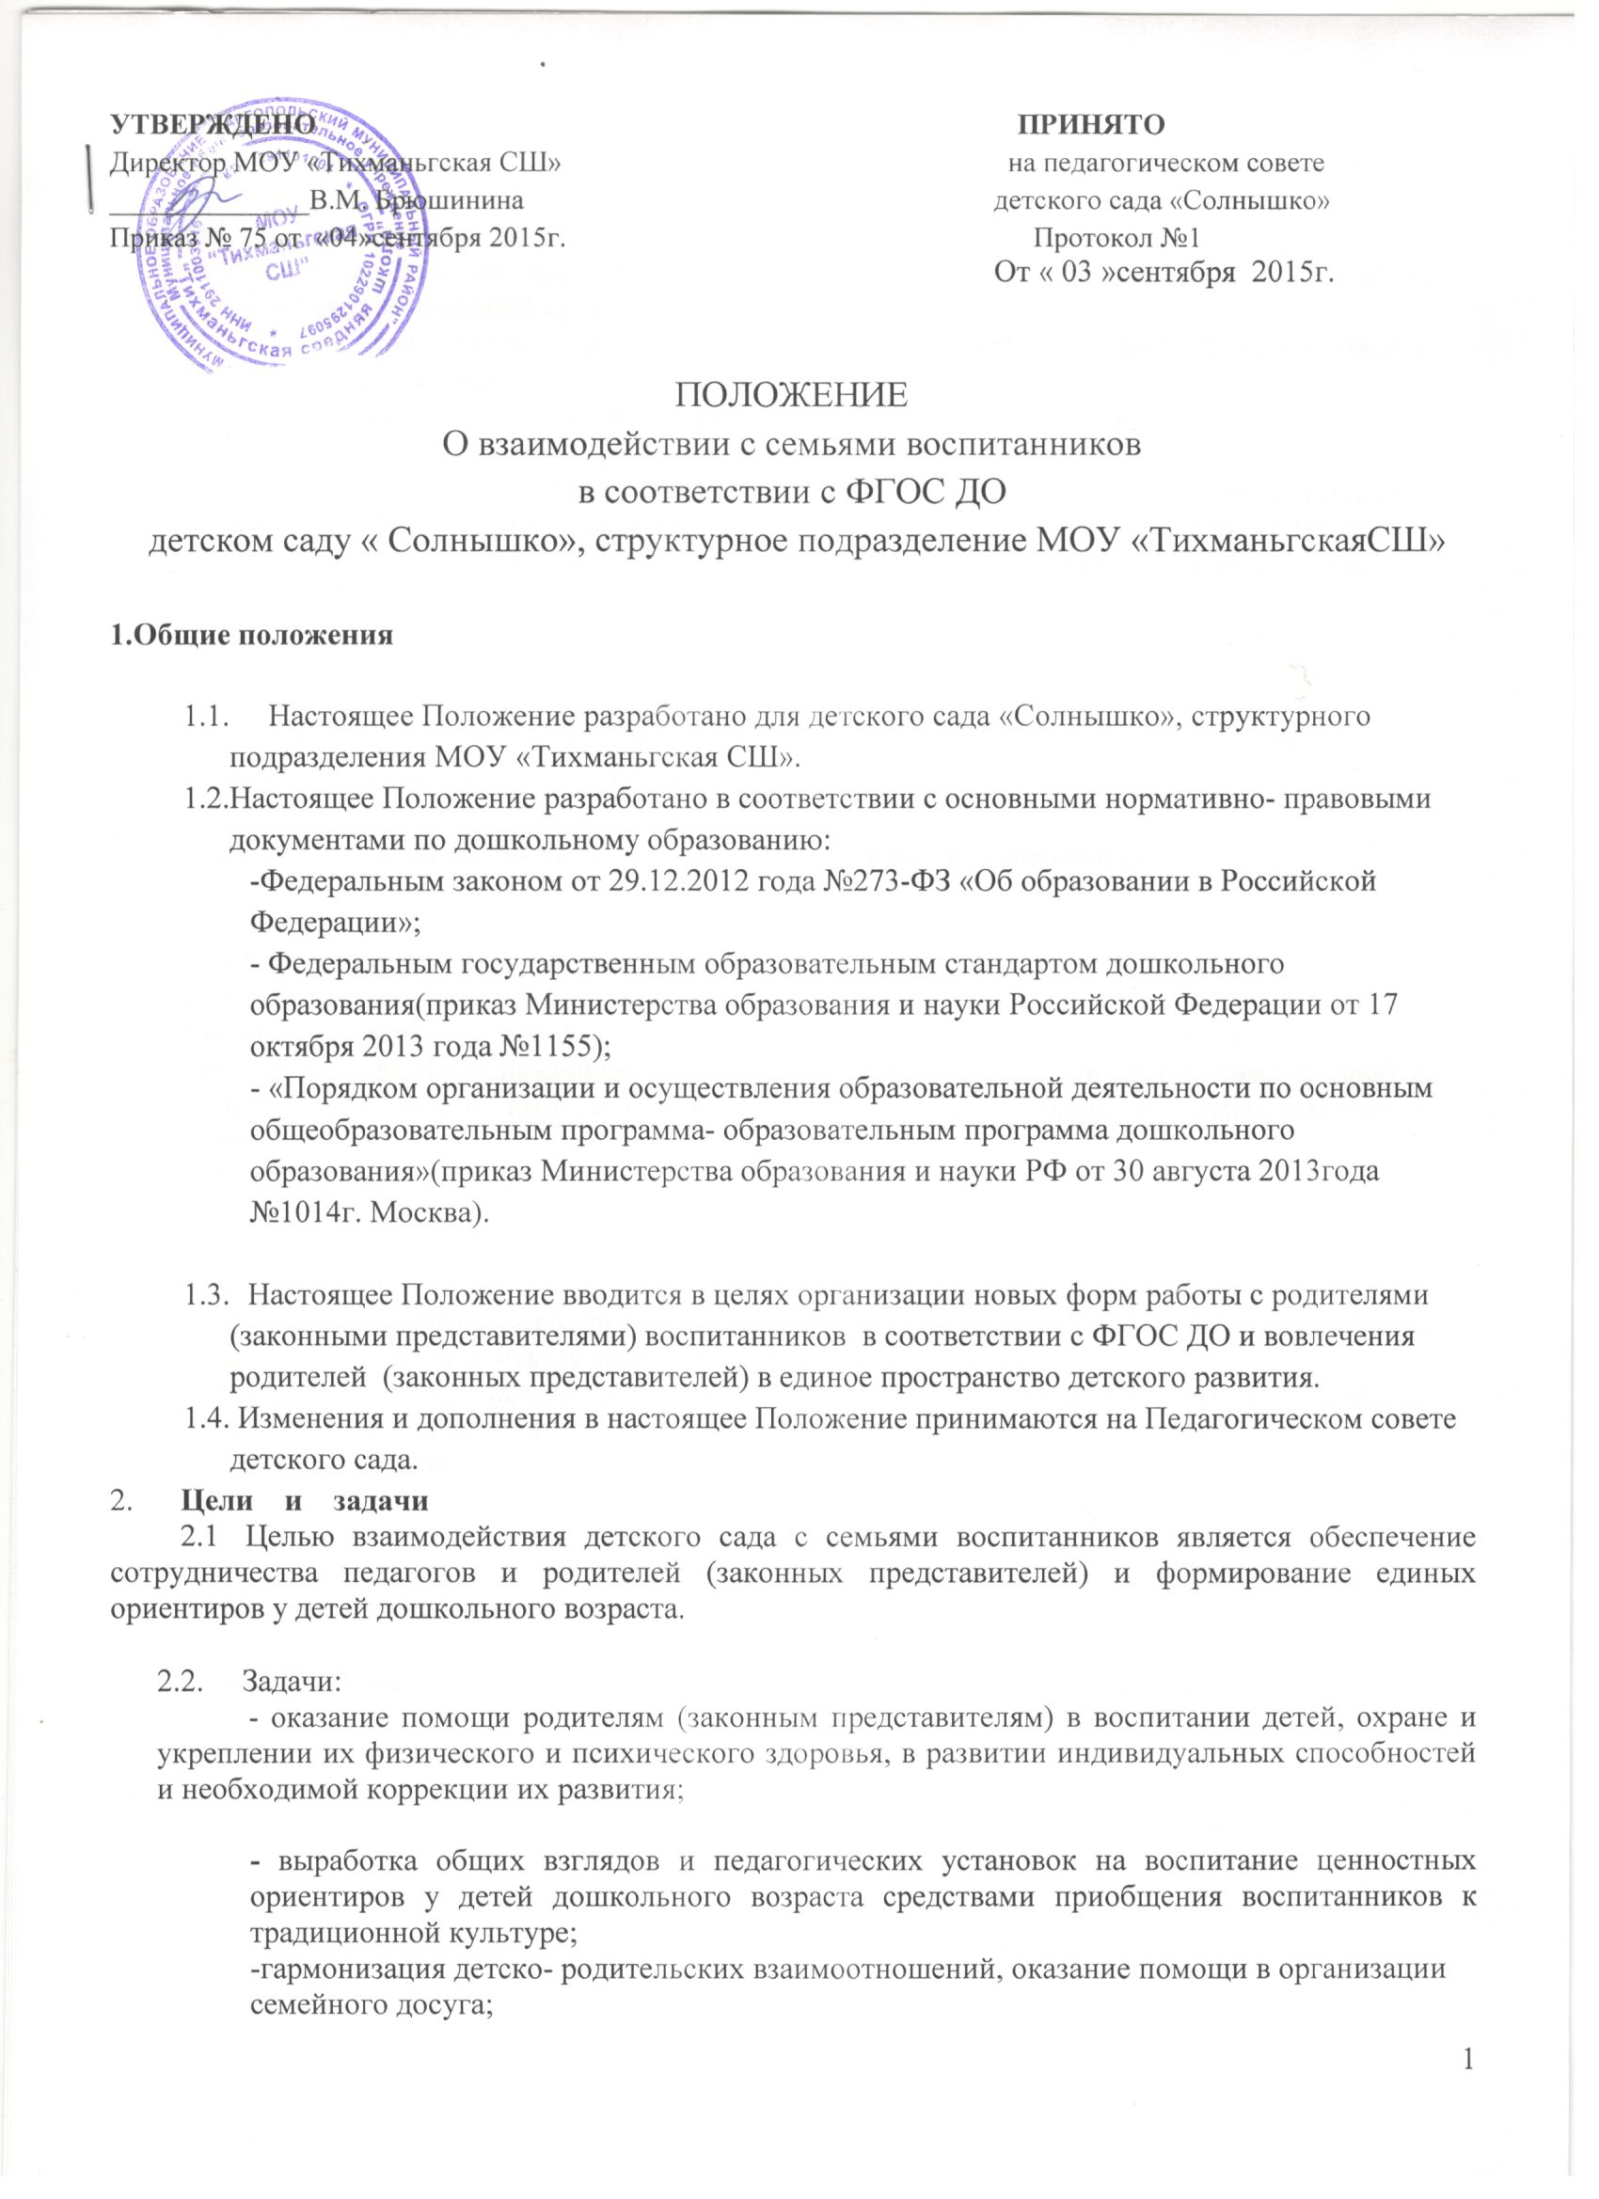 УТВЕРЖДЕНО
Директор МОУ «Тихманьгская СШ»
В.М. Брюшинина
Приказ № 75 от «04»сентября 2015г.
ПРИНЯТО
на педагогическом совете
детского сада «Солнышко»
Протокол №1
От « 03 »сентября 2015г.
МОУ
"Тихманьгская
СШ"
ПОЛОЖЕНИЕ
О взаимодействии с семьями воспитанников
в соответствии с ФГОС ДО
детском саду « Солнышко», структурное подразделение МОУ «ТихманьгскаяСШ»
1.Общие положения
1.1. Настоящее Положение разработано для детского сада «Солнышко», структурного
подразделения МОУ «Тихманьгская СШ».
1.2.Настоящее Положение разработано в соответствии с основными нормативно- правовыми
документами по дошкольному образованию:
-Федеральным законом от 29.12.2012 года №273-ФЗ «Об образовании в Российской
Федерации»;
- Федеральным государственным образовательным стандартом дошкольного
образования(приказ Министерства образования и науки Российской Федерации от 17
октября 2013 года №1155);
- «Порядком организации и осуществления образовательной деятельности по основным
общеобразовательным программа- образовательным программа дошкольного
образования»(приказ Министерства образования и науки РФ от 30 августа 2013года
№1014г. Москва).
1.3. Настоящее Положение вводится в целях организации новых форм работы с родителями
(законными представителями) воспитанников в соответствии с ФГОС ДО и вовлечения
родителей (законных представителей) в единое пространство детского развития.
1.4. Изменения и дополнения в настоящее Положение принимаются на Педагогическом совете
детского сада.
2. Цели и задачи
2.1 Целью взаимодействия детского сада с семьями воспитанников является обеспечение
сотрудничества педагогов и родителей (законных представителей) и формирование единых
ориентиров у детей дошкольного возраста.
2.2. Задачи:
- оказание помощи родителям (законным представителям) в воспитании детей, охране и
укреплении их физического и психического здоровья, в развитии индивидуальных способностей
и необходимой коррекции их развития;
- выработка общих взглядов и педагогических установок на воспитание ценностных
ориентиров у детей дошкольного возраста средствами приобщения воспитанников к
традиционной культуре;
-гармонизация детско- родительских взаимоотношений, оказание помощи в организации
семейного досуга;
1